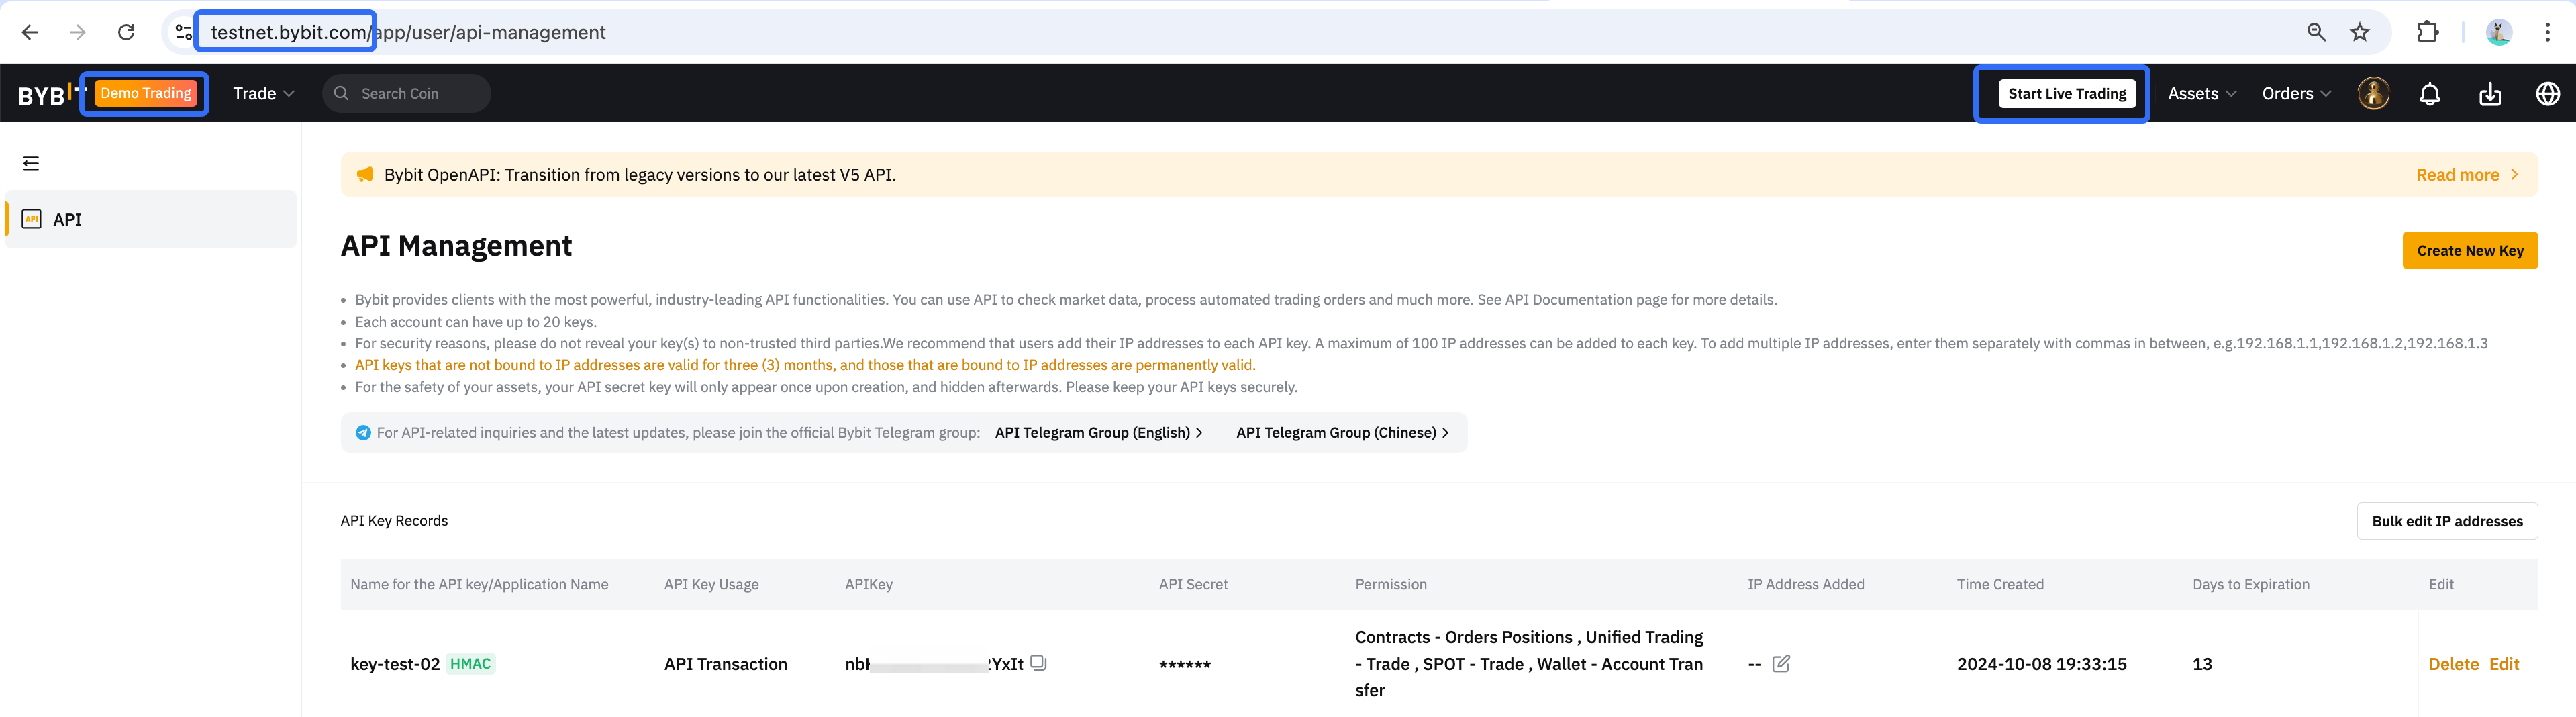 testnet.bybit.com/app/user/api-management
BYBIT Demo Trading Trade Search Coin Start Live Trading Assets Orders
Bybit OpenAPI: Transition from legacy versions to our latest V5 API. Read more
API API
API Management
Create New Key
Bybit provides clients with the most powerful, industry-leading API functionalities. You can use API to check market data, process automated trading orders and much more. See API Documentation page for more details.
Each account can have up to 20 keys.
For security reasons, please do not reveal your key(s) to non-trusted third parties.We recommend that users add their IP addresses to each API key. A maximum of 100 IP addresses can be added to each key. To add multiple IP addresses, enter them separately with commas in between, e.g.192.168.1.1,192.168.1.2,192.168.1.3
API keys that are not bound to IP addresses are valid for three (3) months, and those that are bound to IP addresses are permanently valid.
For the safety of your assets, your API secret key will only appear once upon creation, and hidden afterwards. Please keep your API keys securely.
For API-related inquiries and the latest updates, please join the official Bybit Telegram group: API Telegram Group (English) API Telegram Group (Chinese)
API Key Records
Bulk edit IP addresses
Name for the API key/Application Name API Key Usage APIKey API Secret Permission IP Address Added Time Created Days to Expiration Edit
key-test-02 HMAC API Transaction YxIt ****** Contracts - Orders Positions , Unified Trading
- Trade , SPOT - Trade , Wallet - Account Tran
sfer
-- 2024-10-08 19:33:15 13 Delete Edit